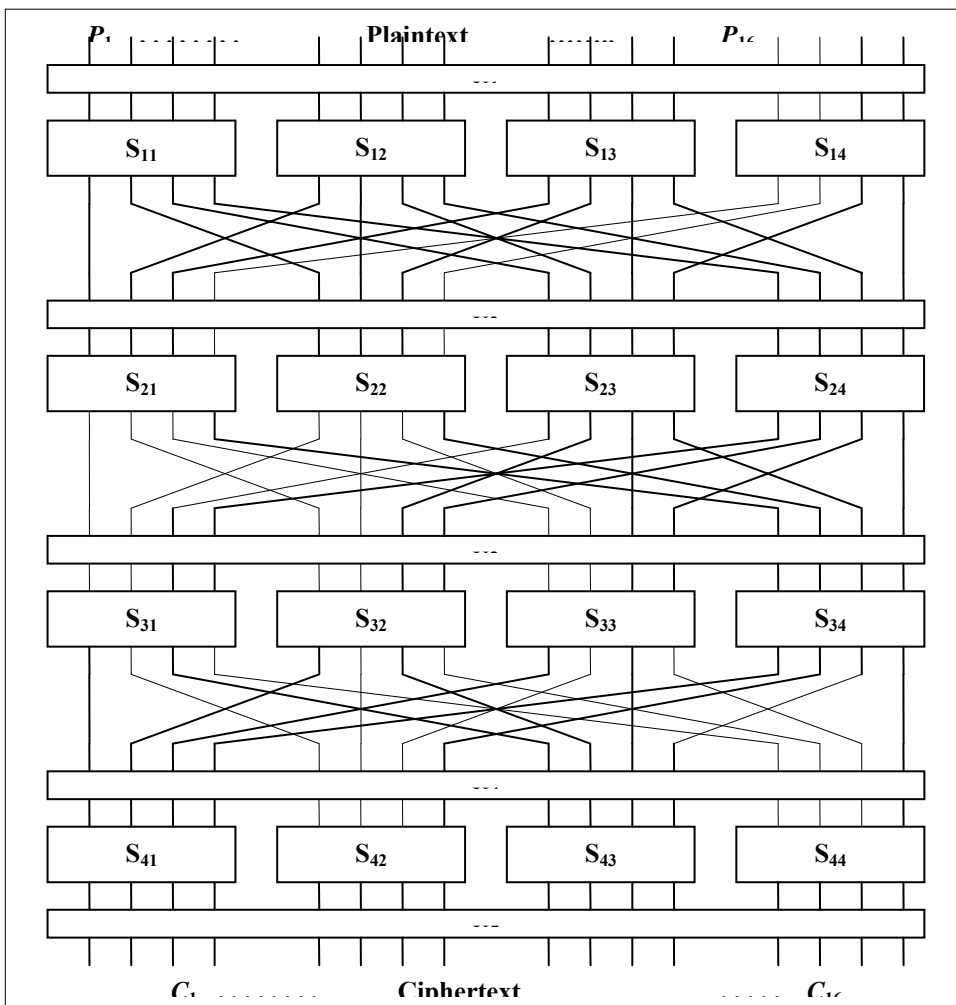 P1 . . . . . . . . Plaintext ....... P16
S11 S12 S13 S14
S21 S22 S23 S24
S31 S32 S33 S34
S41 S42 S43 S44
C1 . . . . . . . . Ciphertext ...... C16